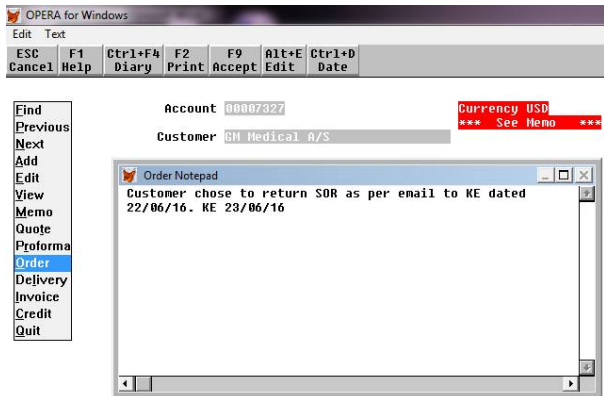 OPERA for Windows
Edit Text
ESC F1 Ctrl+F4 F2 F9 Alt+E Ctrl+D
Cancel Help Diary Print Accept Edit Date
Find
Previous
Next
Add
Edit
View
Memo
Quote
Proforma
Order
Delivery
Invoice
Credit
Quit
Account 00007327
Customer GM Medical A/S
Currency USD
*** See Memo ***
Order Notepad
Customer chose to return SOR as per email to KE dated
22/06/16. KE 23/06/16